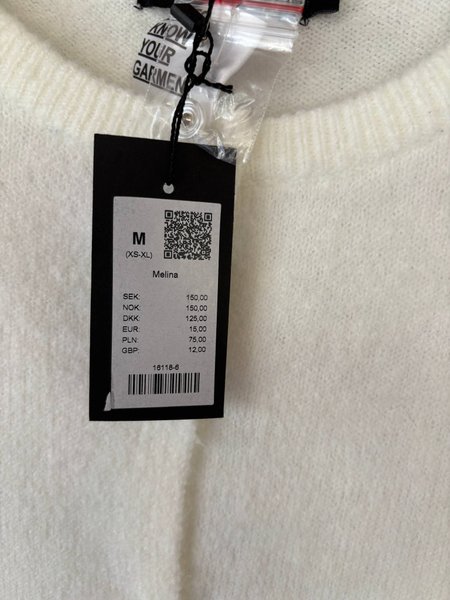 KNOW
YOUR
GARMEN
M
(XS-XL)
Melina
SEK: 150,00
NOK: 150,00
DKK: 125,00
EUR: 15,00
PLN: 75,00
GBP: 12,00
16118-6